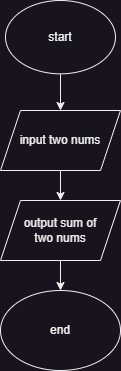 start
input two nums
output sum of
two nums
end